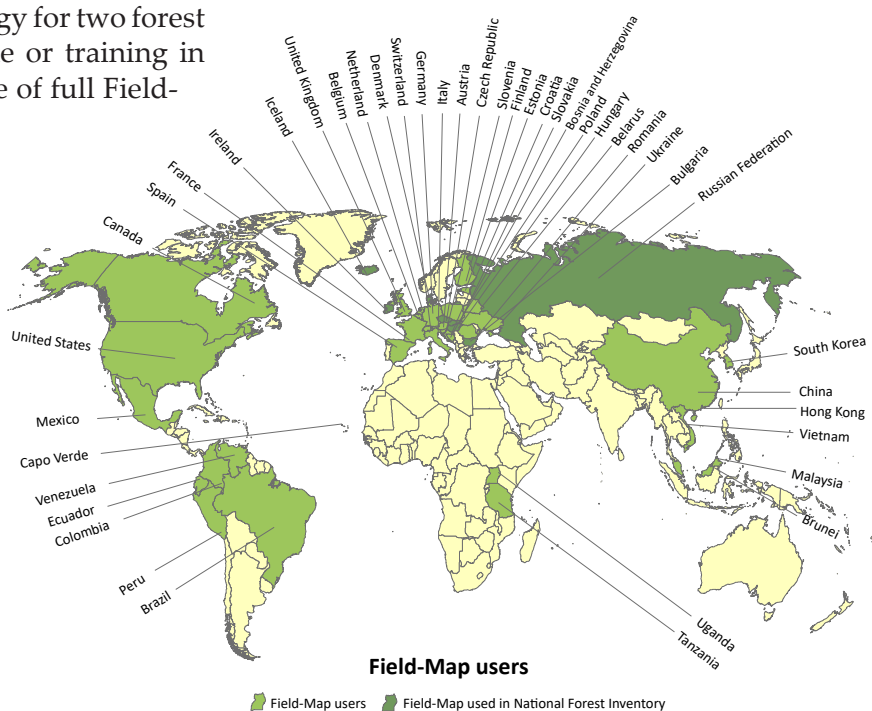 gy for two forest
e or training in
e of full Field-
United Kingdom
Belgium
Netherland
Denmark
Switzerland
Germany
Italy
Austria
Czech Republic
Slovenia
Finland
Estonia
Croatia
Slovakia
Bosnia and Herzegovina
Poland
Hungary
Belarus
Romania
Ukraine
Bulgaria
Russian Federation
Iceland
Ireland
France
Spain
Canada
United States
Mexico
Capo Verde
Venezuela
Ecuador
Colombia
Peru
Brazil
South Korea
China
Hong Kong
Vietnam
Malaysia
Brunei
Uganda
Tanzania
Field-Map users
Field-Map users
Field-Map used in National Forest Inventory